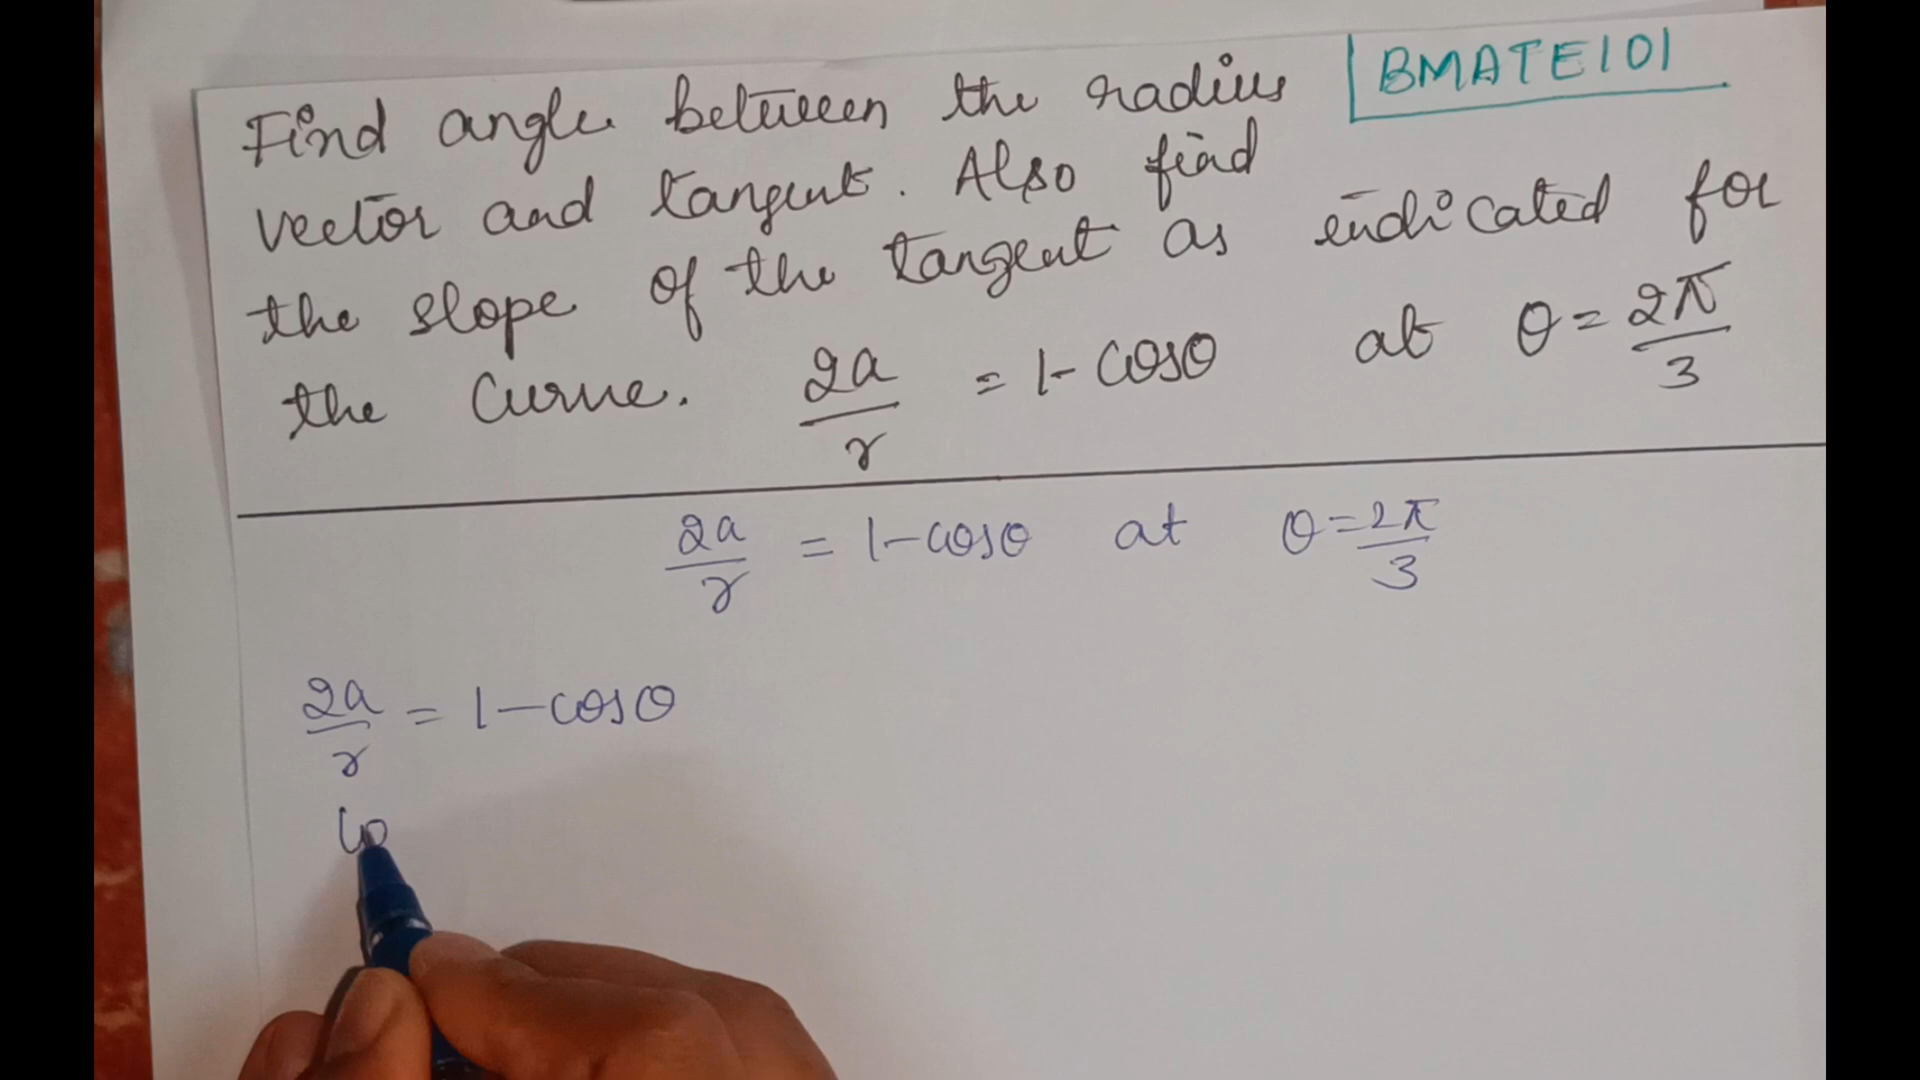 Find angle between the radius
BMATE101
vector and tangent. Also find
the slope of the tangent as indicated for
the curve. 2a/r = 1-cosθ at θ=2π/3
2a/r = 1-cosθ at θ=2π/3
2a/r = 1-cosθ